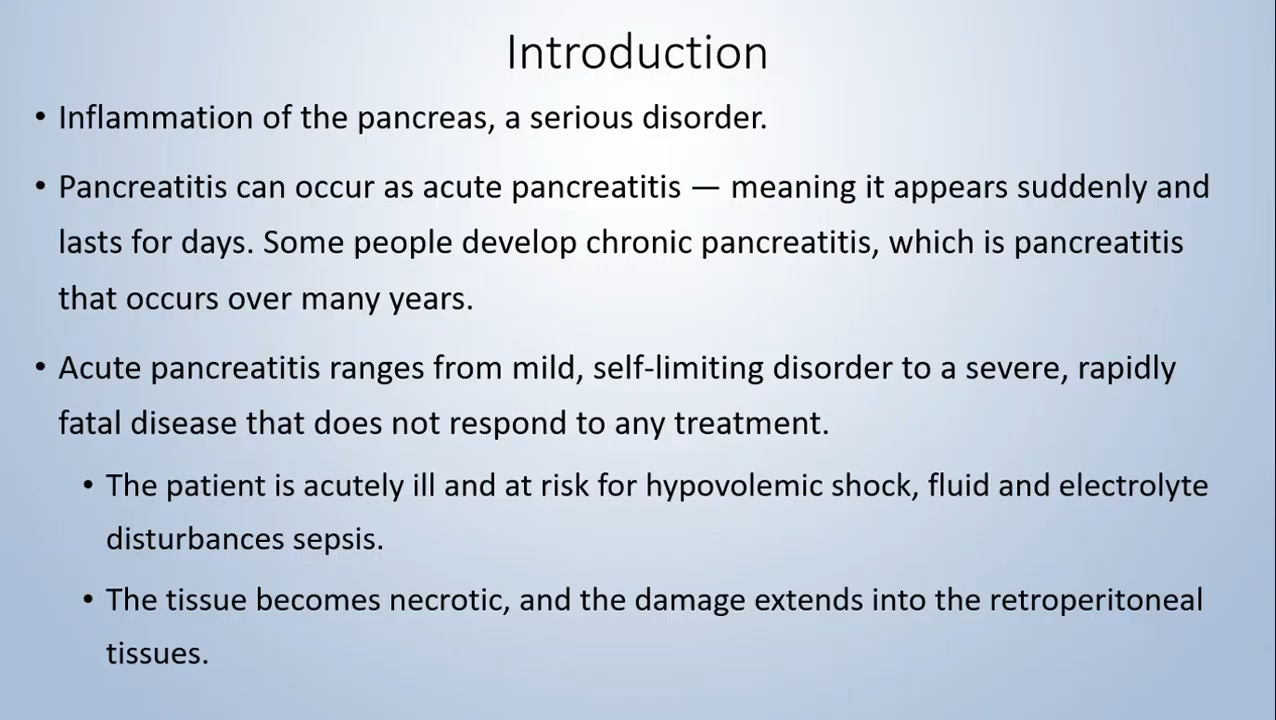 Introduction
• Inflammation of the pancreas, a serious disorder.
• Pancreatitis can occur as acute pancreatitis — meaning it appears suddenly and
lasts for days. Some people develop chronic pancreatitis, which is pancreatitis
that occurs over many years.
• Acute pancreatitis ranges from mild, self-limiting disorder to a severe, rapidly
fatal disease that does not respond to any treatment.
• The patient is acutely ill and at risk for hypovolemic shock, fluid and electrolyte
disturbances sepsis.
• The tissue becomes necrotic, and the damage extends into the retroperitoneal
tissues.